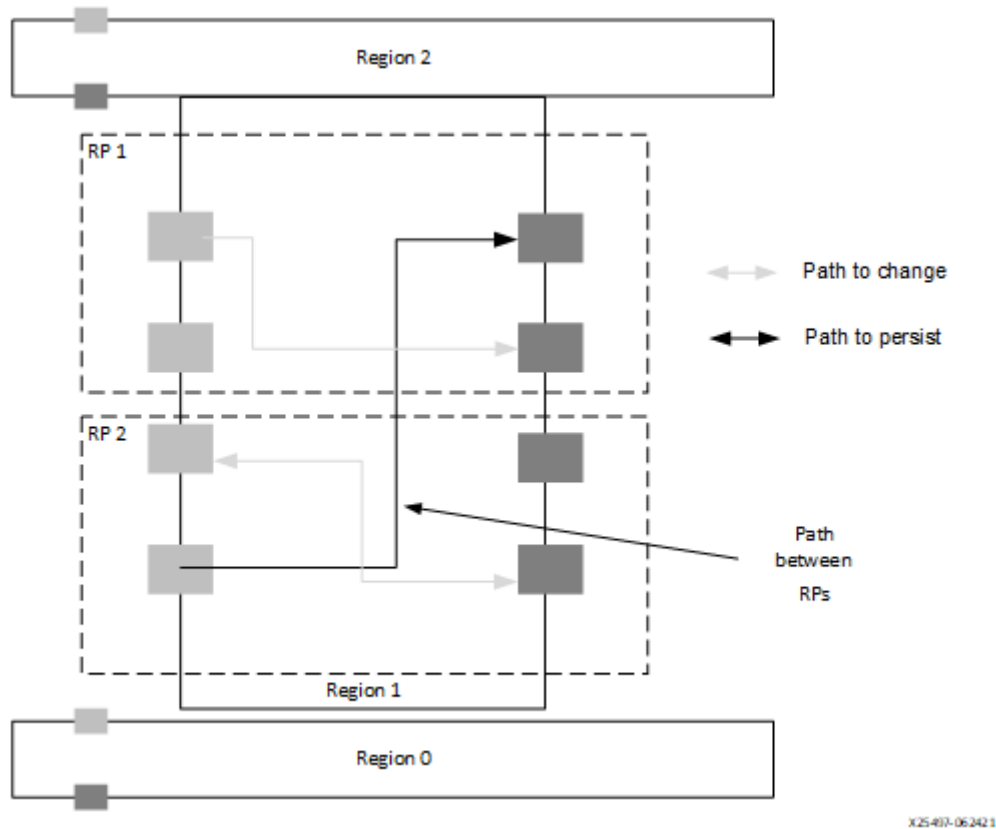 Region 2
RP 1
Path to change
Path to persist
RP 2
Path
between
RPs
Region 1
Region 0
X25497-062421